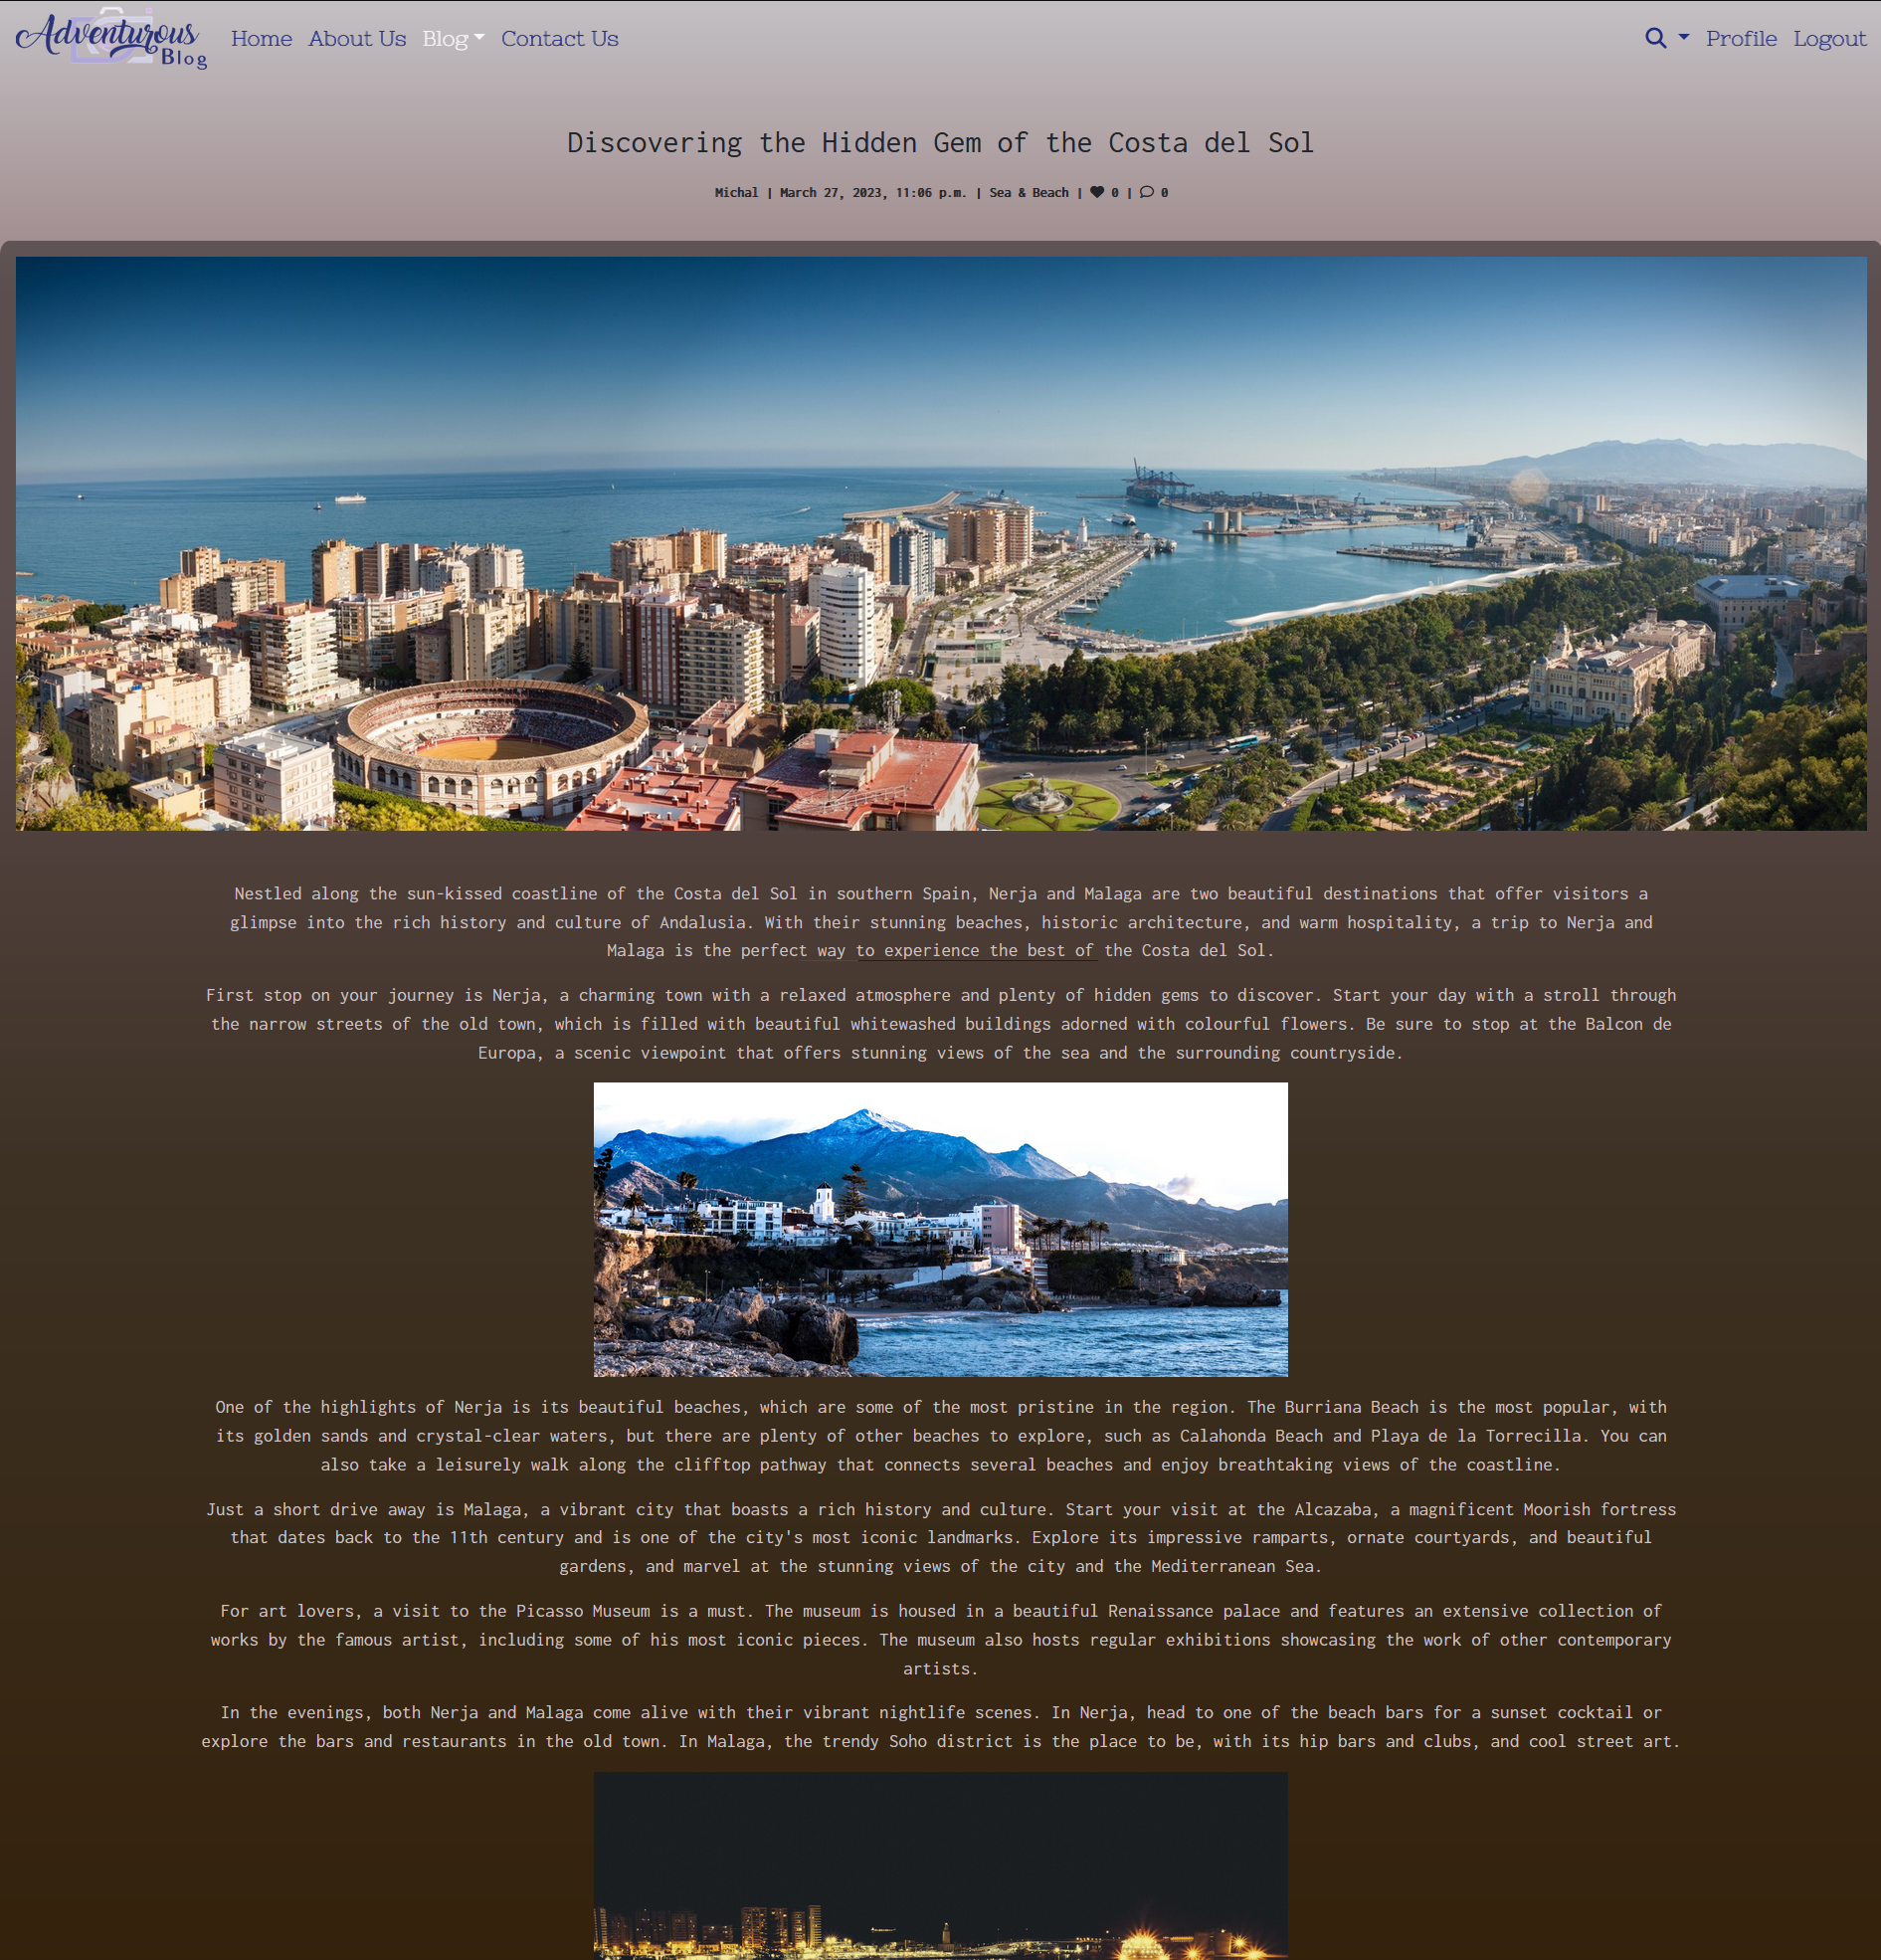 Adventurous
Blog
Home About Us Blog Contact Us
Profile Logout
Discovering the Hidden Gem of the Costa del Sol
Michal | March 27, 2023, 11:06 p.m. | Sea & Beach | 0 | 0
Nestled along the sun-kissed coastline of the Costa del Sol in southern Spain, Nerja and Malaga are two beautiful destinations that offer visitors a
glimpse into the rich history and culture of Andalusia. With their stunning beaches, historic architecture, and warm hospitality, a trip to Nerja and
Malaga is the perfect way to experience the best of the Costa del Sol.
First stop on your journey is Nerja, a charming town with a relaxed atmosphere and plenty of hidden gems to discover. Start your day with a stroll through
the narrow streets of the old town, which is filled with beautiful whitewashed buildings adorned with colourful flowers. Be sure to stop at the Balcon de
Europa, a scenic viewpoint that offers stunning views of the sea and the surrounding countryside.
One of the highlights of Nerja is its beautiful beaches, which are some of the most pristine in the region. The Burriana Beach is the most popular, with
its golden sands and crystal-clear waters, but there are plenty of other beaches to explore, such as Calahonda Beach and Playa de la Torrecilla. You can
also take a leisurely walk along the clifftop pathway that connects several beaches and enjoy breathtaking views of the coastline.
Just a short drive away is Malaga, a vibrant city that boasts a rich history and culture. Start your visit at the Alcazaba, a magnificent Moorish fortress
that dates back to the 11th century and is one of the city's most iconic landmarks. Explore its impressive ramparts, ornate courtyards, and beautiful
gardens, and marvel at the stunning views of the city and the Mediterranean Sea.
For art lovers, a visit to the Picasso Museum is a must. The museum is housed in a beautiful Renaissance palace and features an extensive collection of
works by the famous artist, including some of his most iconic pieces. The museum also hosts regular exhibitions showcasing the work of other contemporary
artists.
In the evenings, both Nerja and Malaga come alive with their vibrant nightlife scenes. In Nerja, head to one of the beach bars for a sunset cocktail or
explore the bars and restaurants in the old town. In Malaga, the trendy Soho district is the place to be, with its hip bars and clubs, and cool street art.